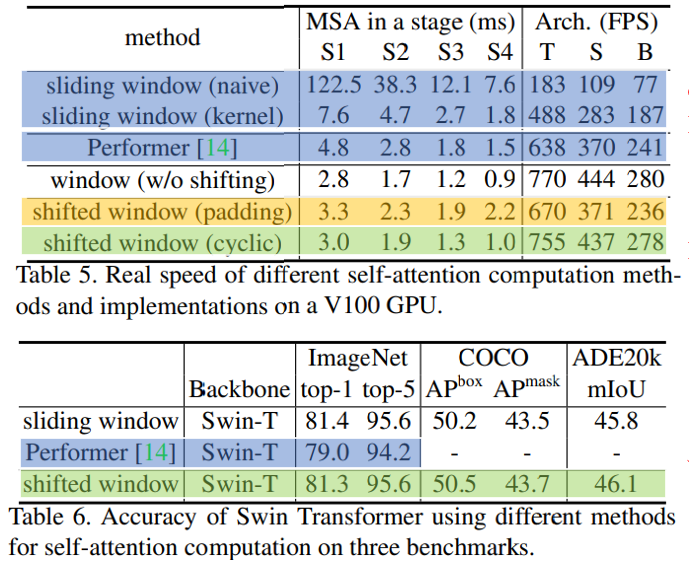 method MSA in a stage (ms) Arch. (FPS)
S1 S2 S3 S4 T S B
sliding window (naive) 122.5 38.3 12.1 7.6 183 109 77
sliding window (kernel) 7.6 4.7 2.7 1.8 488 283 187
Performer [14] 4.8 2.8 1.8 1.5 638 370 241
window (w/o shifting) 2.8 1.7 1.2 0.9 770 444 280
shifted window (padding) 3.3 2.3 1.9 2.2 670 371 236
shifted window (cyclic) 3.0 1.9 1.3 1.0 755 437 278
Table 5. Real speed of different self-attention computation meth-
ods and implementations on a V100 GPU.
ImageNet COCO ADE20k
Backbone top-1 top-5 APbox APmask mIoU
sliding window Swin-T 81.4 95.6 50.2 43.5 45.8
Performer [14] Swin-T 79.0 94.2 - - -
shifted window Swin-T 81.3 95.6 50.5 43.7 46.1
Table 6. Accuracy of Swin Transformer using different methods
for self-attention computation on three benchmarks.